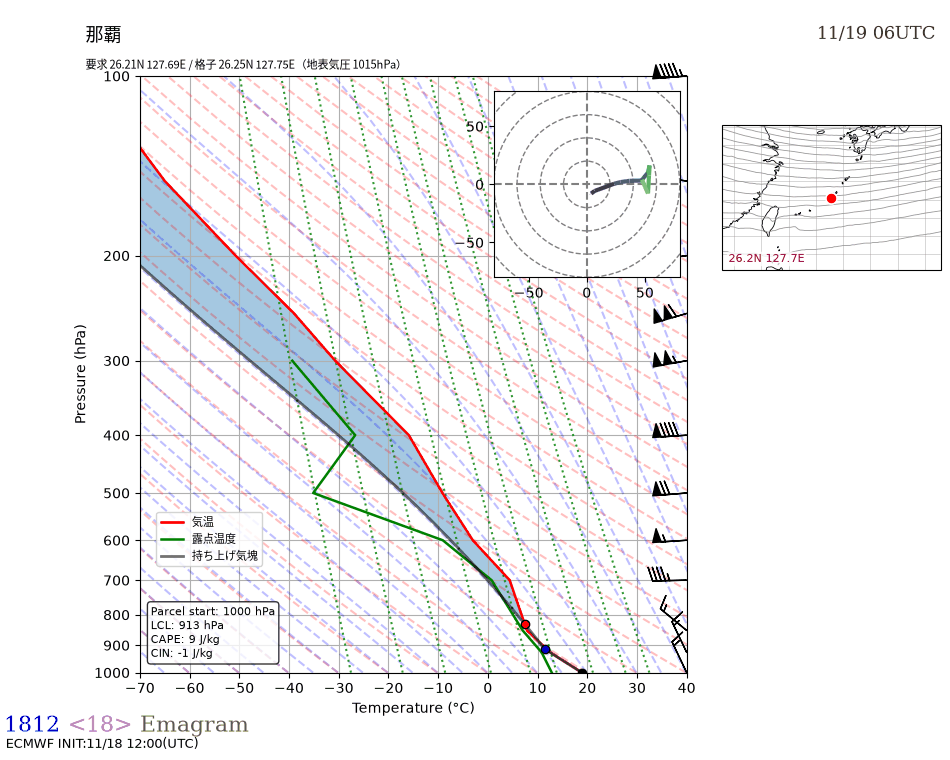 那覇
11/19 06UTC
要求 26.21N 127.69E / 格子 26.25N 127.75E（地表気圧 1015hPa）
100
200
300
400
500
600
700
800
900
1000
Pressure (hPa)
50
0
−50
−50 0 50
26.2N 127.7E
気温
露点温度
持ち上げ気塊
Parcel start: 1000 hPa
LCL: 913 hPa
CAPE: 9 J/kg
CIN: -1 J/kg
−70 −60 −50 −40 −30 −20 −10 0 10 20 30 40
Temperature (°C)
1812 <18> Emagram
ECMWF INIT:11/18 12:00(UTC)